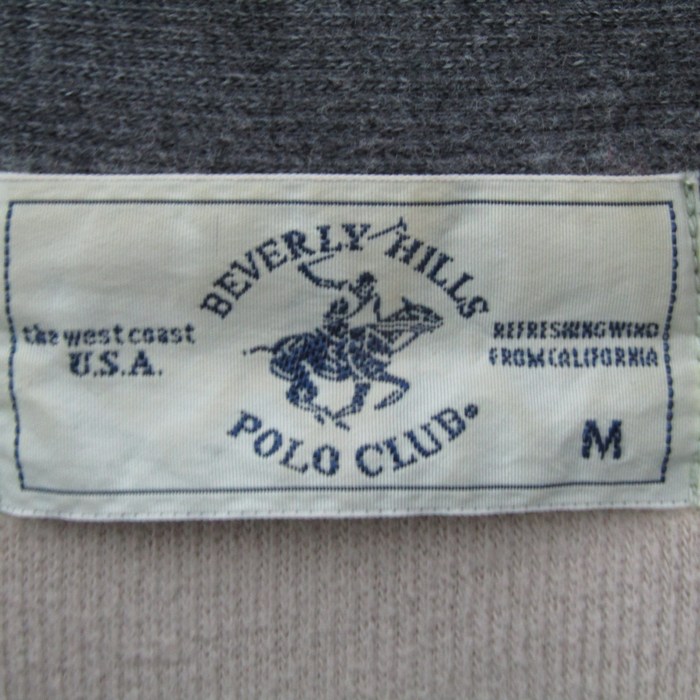 BEVERLY HILLS
the west coast
U.S.A.
REFRESHING WIND
FROM CALIFORNIA
POLO CLUB®
M